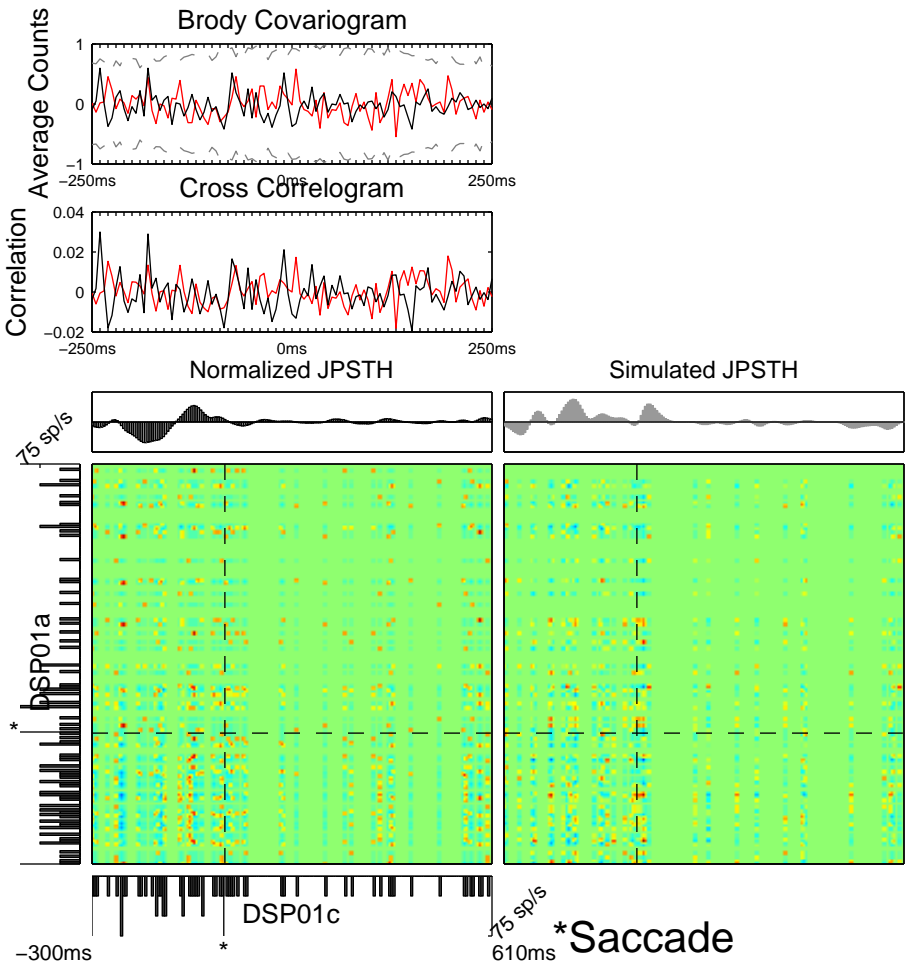 Brody Covariogram
Average Counts
1
0
−1
−250ms
0ms
250ms
Cross Correlogram
Correlation
0.04
0.02
0
−0.02
−250ms
0ms
250ms
Normalized JPSTH
Simulated JPSTH
75 sp/s
DSP01a
*
DSP01c
75 sp/s
*
−300ms
610ms
*Saccade